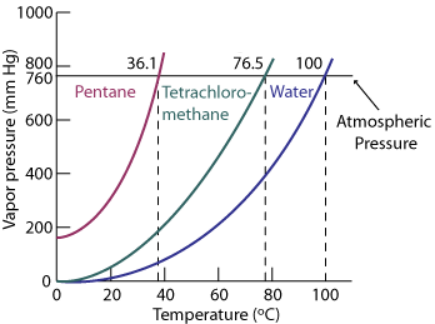 1000
800
760
600
400
200
0
Vapor pressure (mm Hg)
36.1
76.5
100
Pentane
Tetrachloro-
methane
Water
Atmospheric
Pressure
0
20
40
60
80
100
Temperature (ºC)